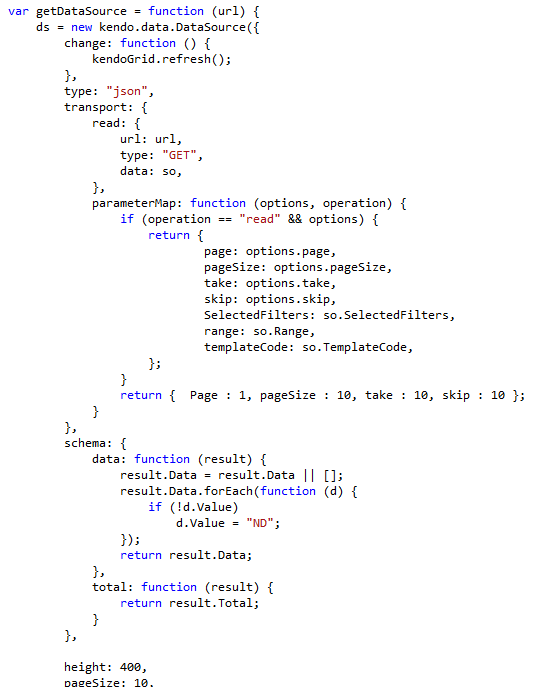 var getDataSource = function (url) {
    ds = new kendo.data.DataSource({
        change: function () {
            kendoGrid.refresh();
        },
        type: "json",
        transport: {
            read: {
                url: url,
                type: "GET",
                data: so,
            },
            parameterMap: function (options, operation) {
                if (operation == "read" && options) {
                    return {
                            page: options.page,
                            pageSize: options.pageSize,
                            take: options.take,
                            skip: options.skip,
                            SelectedFilters: so.SelectedFilters,
                            range: so.Range,
                            templateCode: so.TemplateCode,
                    };
                }
                return {  Page : 1, pageSize : 10, take : 10, skip : 10 };
            }
        },
        schema: {
            data: function (result) {
                result.Data = result.Data || [];
                result.Data.forEach(function (d) {
                    if (!d.Value)
                        d.Value = "ND";
                });
                return result.Data;
            },
            total: function (result) {
                return result.Total;
            }
        },

        height: 400,
        pageSize: 10,